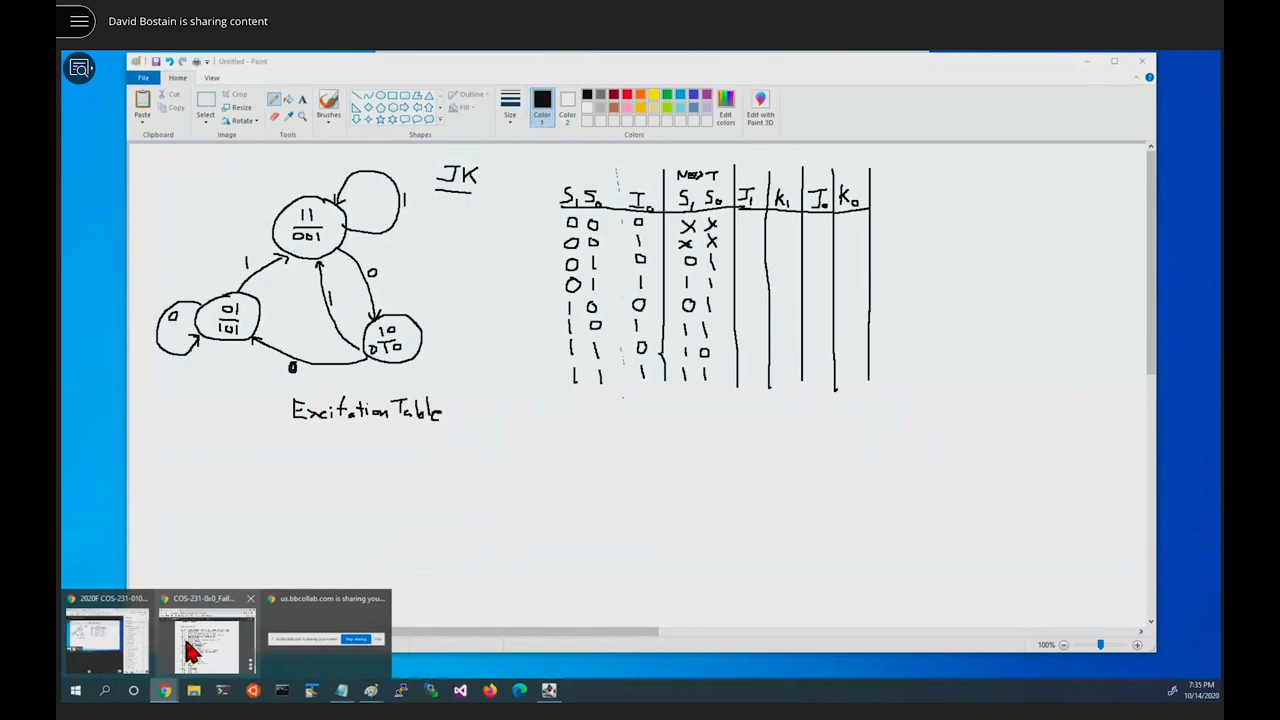 David Bostain is sharing content
Untitled - Paint
File Home View
Paste
Cut
Copy
Clipboard
Select
Crop
Resize
Rotate
Image
Tools
Brushes
Shapes
Outline
Fill
Size
Color 1
Color 2
Edit colors
Edit with Paint 3D
Colors
JK
NEXT
S1 S0 I0 S1 S0 J1 K1 J0 K0
0 0 0 X X
0 0 1 X X
0 1 0 0 1
0 1 1 1 1
1 0 0 0 1
1 0 1 1 1
1 1 0 1 0
1 1 1 1 1
11
001
1
1
0
0
01
101
1
10
010
0
Excitation Table
2020F COS-231-010...
COS-231-0x0_Fall...
us.bbcollab.com is sharing you...
Stop sharing
Hide
100%
7:35 PM
10/14/2020